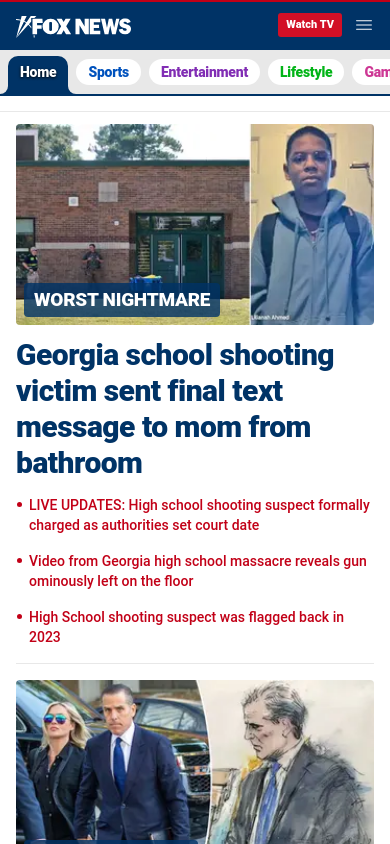 FOX NEWS
Watch TV
Home
Sports
Entertainment
Lifestyle
Gam
WORST NIGHTMARE
Georgia school shooting
victim sent final text
message to mom from
bathroom
LIVE UPDATES: High school shooting suspect formally
charged as authorities set court date
Video from Georgia high school massacre reveals gun
ominously left on the floor
High School shooting suspect was flagged back in
2023